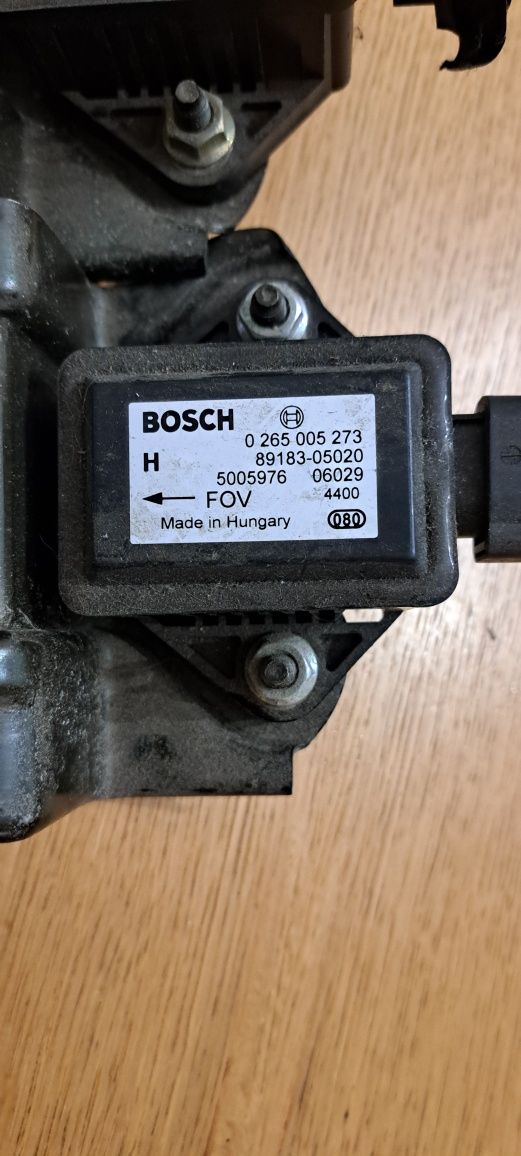 BOSCH
0 265 005 273
H 89183-05020
5005976 06029
← FOV 4400
Made in Hungary 080